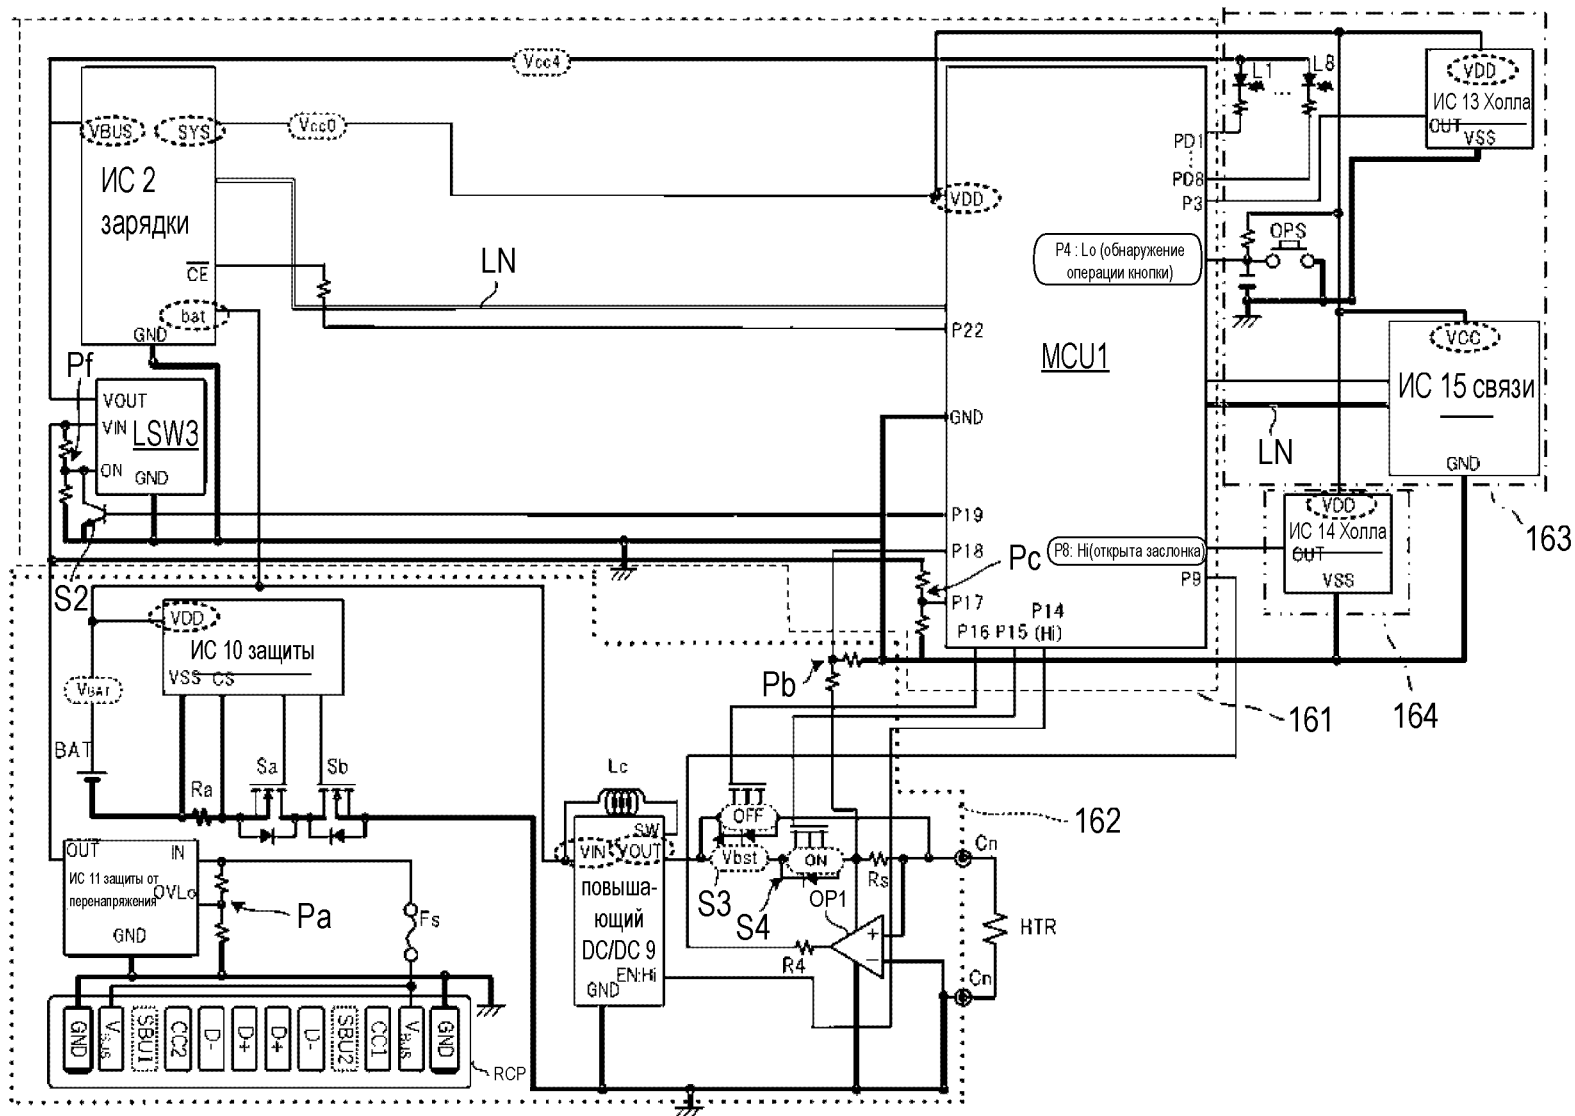 Vcc4
L1
...
L8
VDD
ИС 13 Холла
OUT
VSS
VBUS
SYS
Vcc0
ИС 2
зарядки
CE
bat
GND
PD1
PD8
P3
VDD
LN
P4 : Lo (обнаружение
операции кнопки)
OPS
P22
MCU1
VCC
ИС 15 связи
GND
LN
Pf
VOUT
VIN
LSW3
ON
GND
GND
P19
P18
P8: Hi(открыта заслонка)
P9
VDD
ИС 14 Холла
OUT
VSS
163
S2
Pc
P17
P16
P15
P14
(Hi)
VDD
ИС 10 защиты
VSS
CS
VBAT
Pb
161
164
BAT
Ra
Sa
Sb
Lc
162
OFF
SW
VIN
VOUT
Vbst
ON
Rs
Cn
S3
S4
OP1
+
−
повыша-
ющий
DC/DC 9
EN:Hi
GND
R4
HTR
Cn
OUT
IN
ИС 11 защиты от
перенапряжения
OVLo
GND
Pa
Fs
GND
VBUS
SBU1
CC2
D-
D+
D+
D-
SBU2
CC1
VBUS
GND
RCP